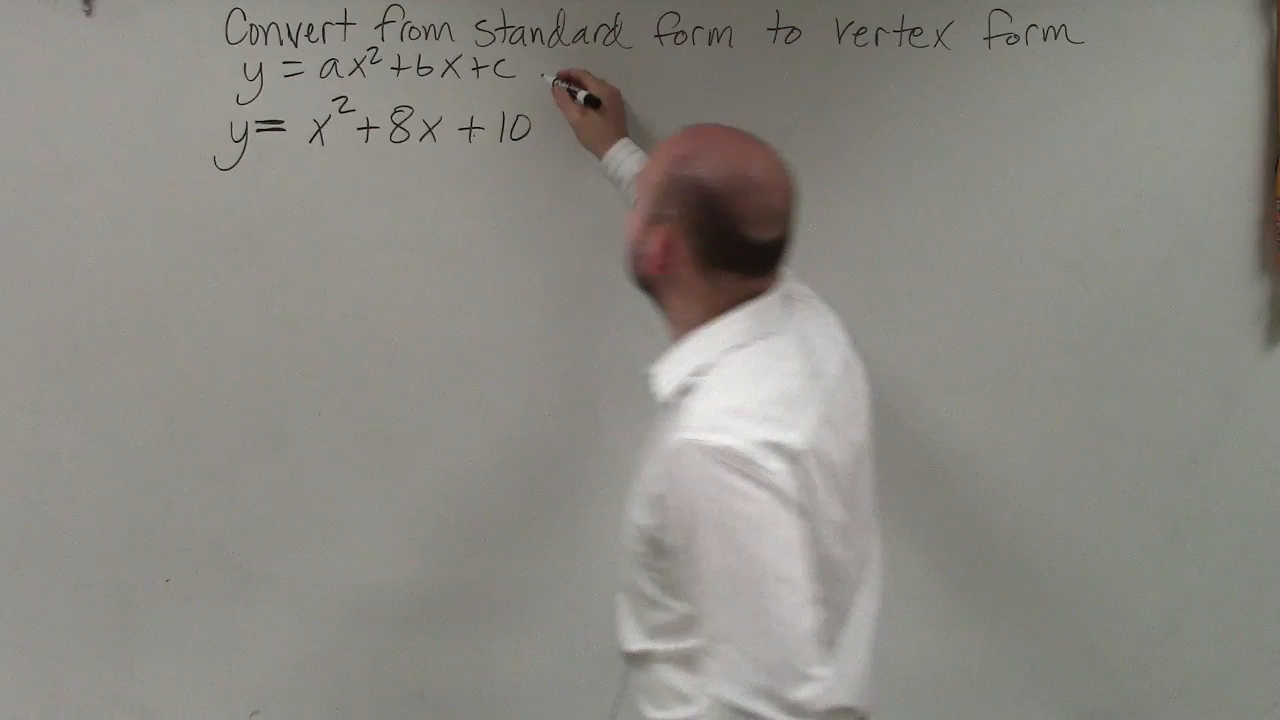 Convert from standard form to vertex form
y = ax²+bx+c
y= x²+8x+10